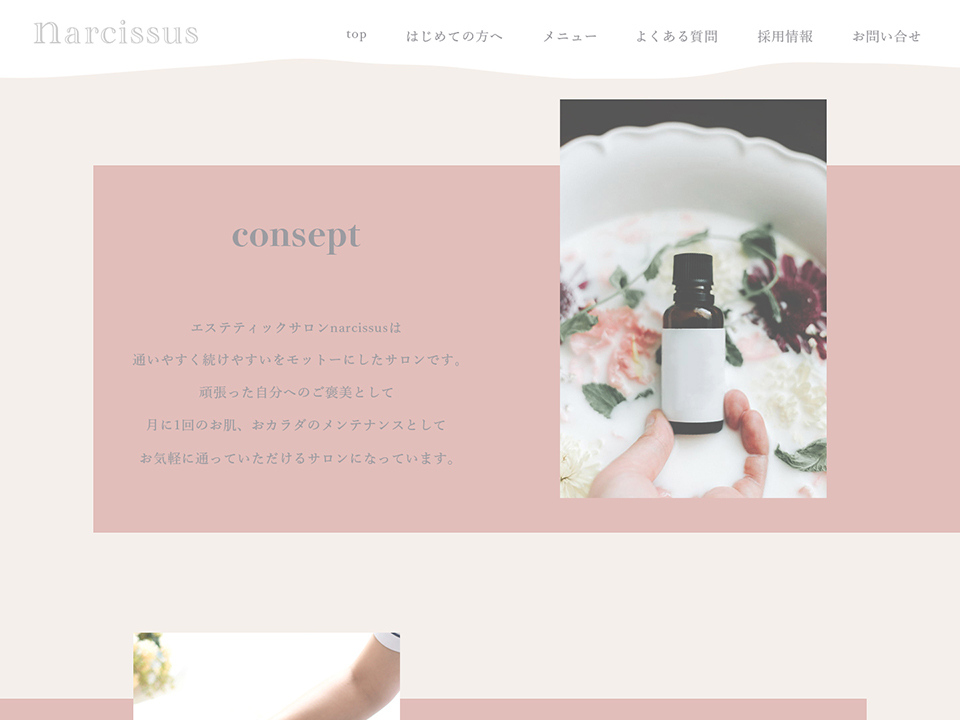 narcissus
top
はじめての方へ
メニュー
よくある質問
採用情報
お問い合せ
consept
エステティックサロンnarcissusは
通いやすく続けやすいをモットーにしたサロンです。
頑張った自分へのご褒美として
月に1回のお肌、おカラダのメンテナンスとして
お気軽に通っていただけるサロンになっています。